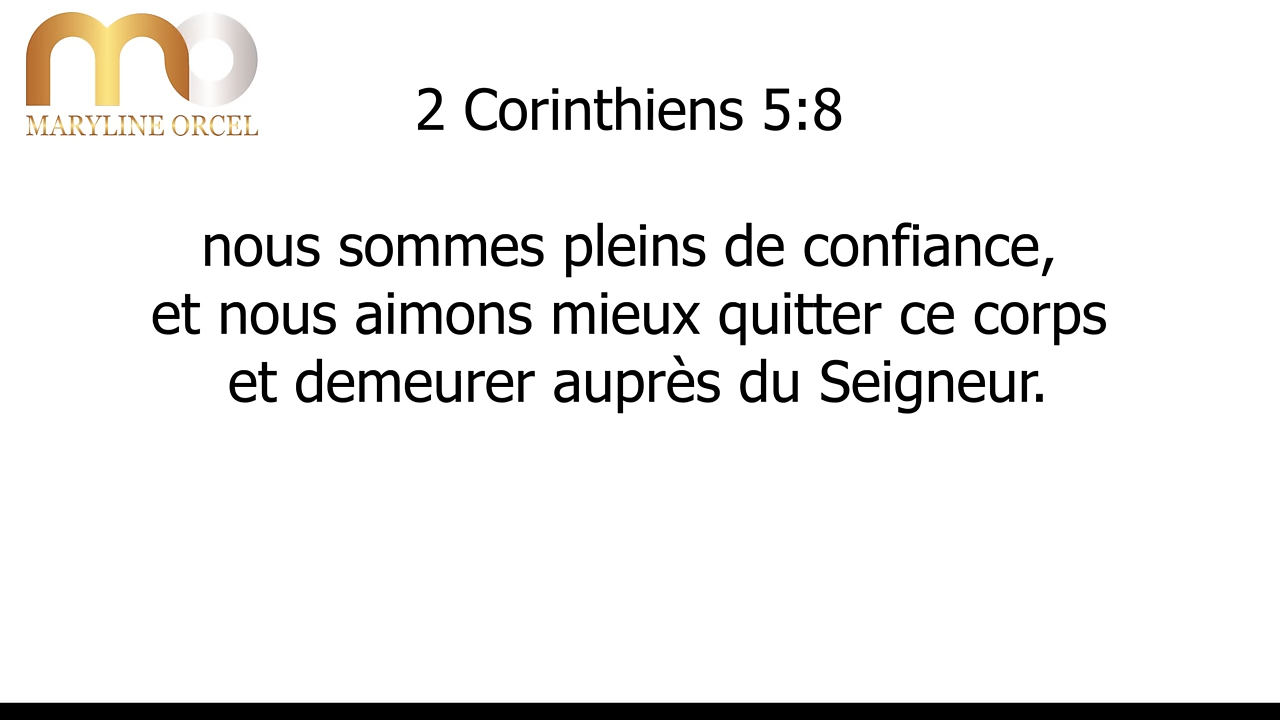 mo
MARYLINE ORCEL
2 Corinthiens 5:8
nous sommes pleins de confiance,
et nous aimons mieux quitter ce corps
et demeurer auprès du Seigneur.